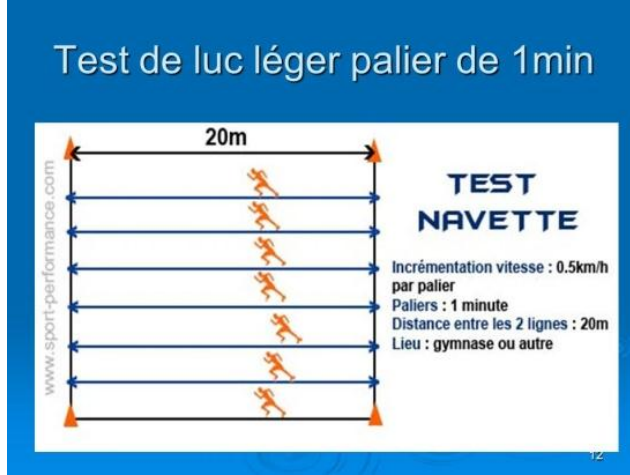 Test de luc léger palier de 1min
20m
www.sport-performance.com
TEST
NAVETTE
Incrémentation vitesse : 0.5km/h
par palier
Paliers : 1 minute
Distance entre les 2 lignes : 20m
Lieu : gymnase ou autre
12